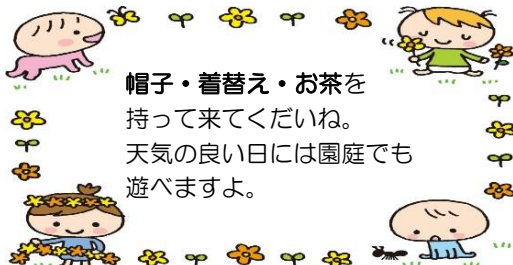 帽子・着替え・お茶を
持って来てくだいね。
天気の良い日には園庭でも
遊べますよ。